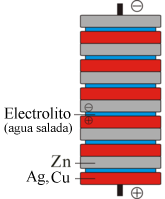 ⊖
Electrolito
(agua salada)
⊖
⊕
Zn
Ag,Cu
⊕